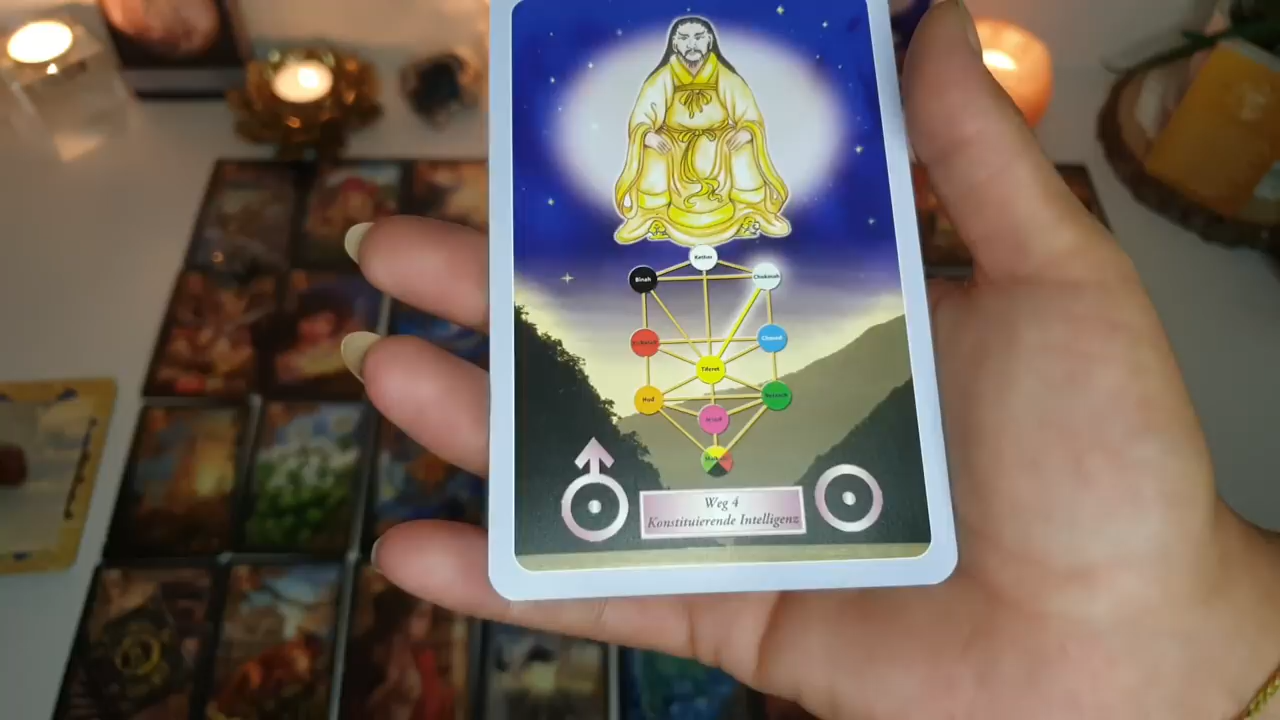 Kether
Binah
Chokmah
Chesed
Tiferet
Hod
Netzach
Weg 4
Konstituierende Intelligenz